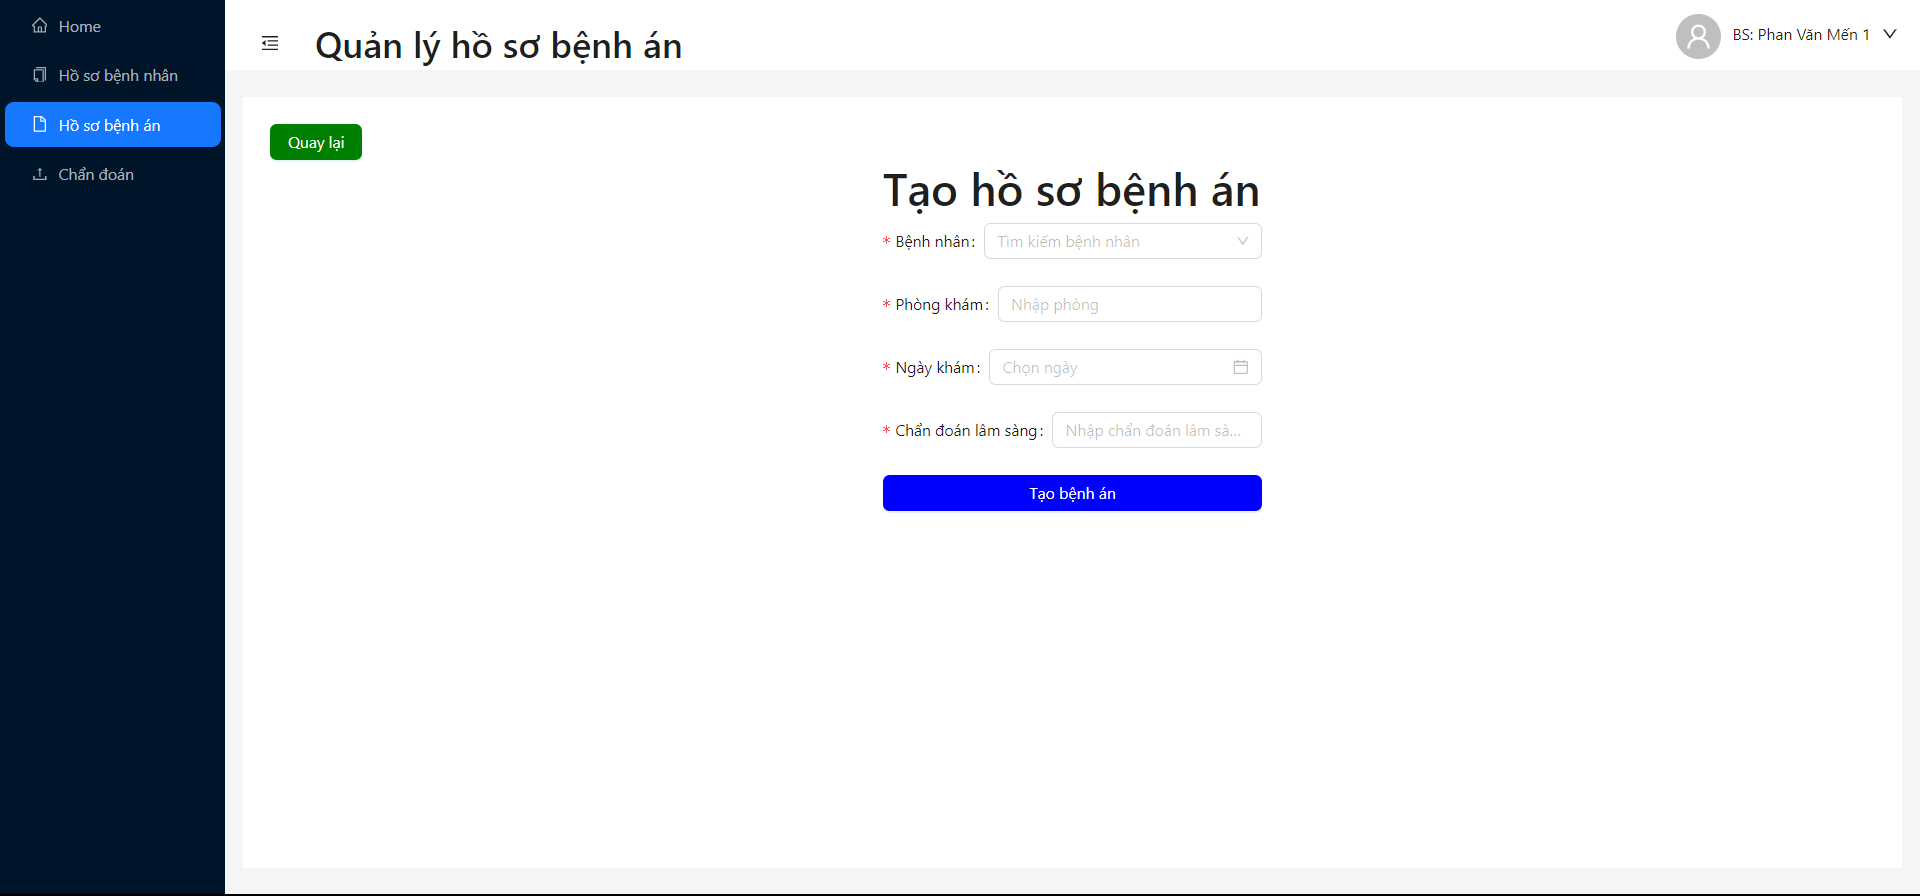 Home
Hồ sơ bệnh nhân
Hồ sơ bệnh án
Chẩn đoán
Quản lý hồ sơ bệnh án
BS: Phan Văn Mến 1
Quay lại
Tạo hồ sơ bệnh án
* Bệnh nhân: Tìm kiếm bệnh nhân
* Phòng khám: Nhập phòng
* Ngày khám: Chọn ngày
* Chẩn đoán lâm sàng: Nhập chẩn đoán lâm sà...
Tạo bệnh án